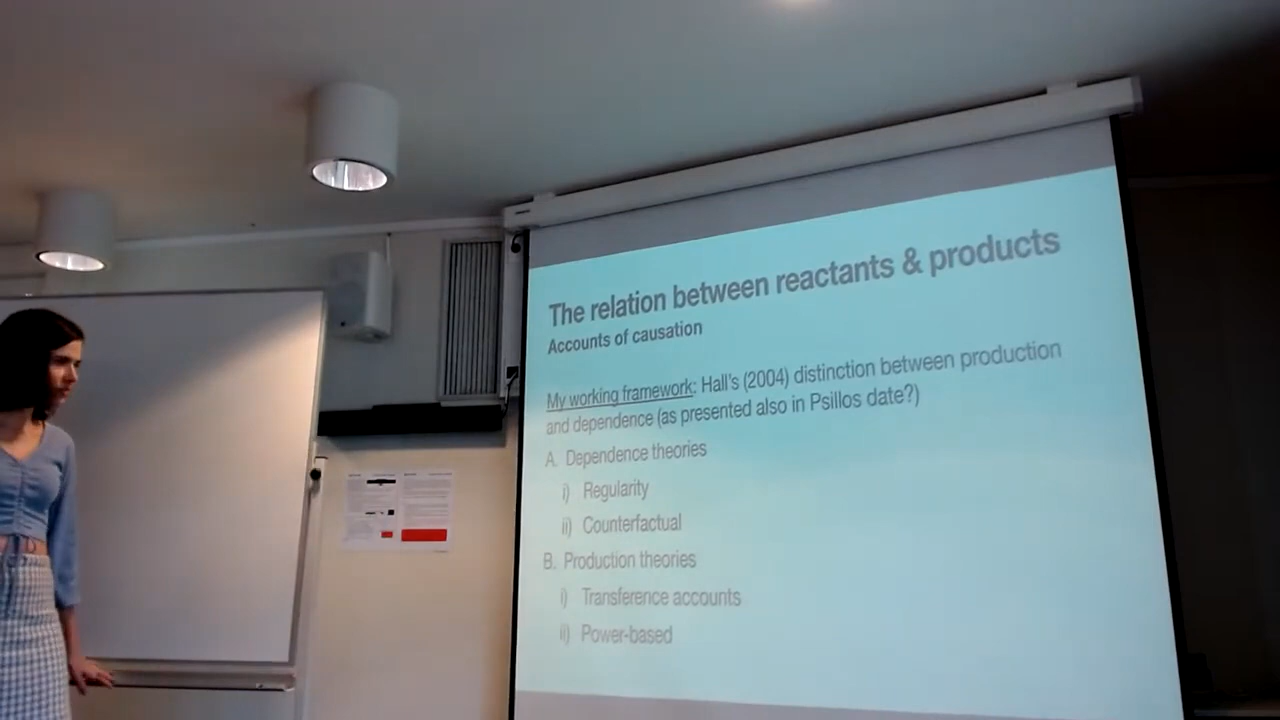 The relation between reactants & products
Accounts of causation
My working framework: Hall's (2004) distinction between production
and dependence (as presented also in Psillos date?)
A. Dependence theories
i) Regularity
ii) Counterfactual
B. Production theories
i) Transference accounts
ii) Power-based